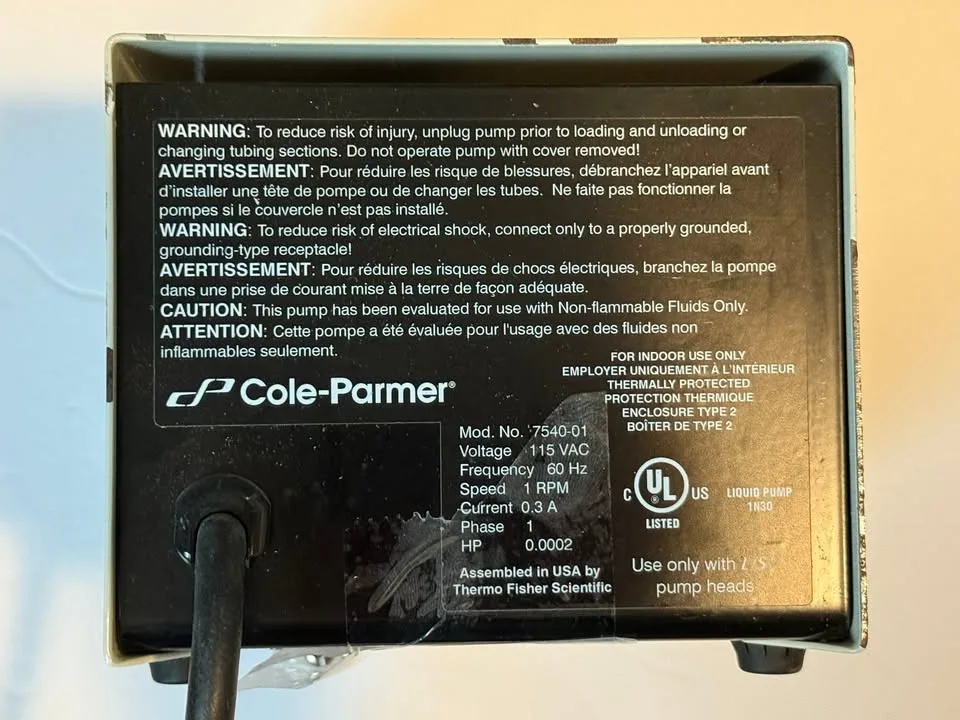 WARNING: To reduce risk of injury, unplug pump prior to loading and unloading or
changing tubing sections. Do not operate pump with cover removed!
AVERTISSEMENT: Pour réduire les risque de blessures, débranchez l'appariel avant
d'installer une tête de pompe ou de changer les tubes. Ne faite pas fonctionner la
pompes si le couvercle n'est pas installé.
WARNING: To reduce risk of electrical shock, connect only to a properly grounded,
grounding-type receptacle!
AVERTISSEMENT: Pour réduire les risques de chocs électriques, branchez la pompe
dans une prise de courant mise à la terre de façon adéquate.
CAUTION: This pump has been evaluated for use with Non-flammable Fluids Only.
ATTENTION: Cette pompe a été évaluée pour l'usage avec des fluides non
inflammables seulement.
Cole-Parmer®
FOR INDOOR USE ONLY
EMPLOYER UNIQUEMENT À L'INTÉRIEUR
THERMALLY PROTECTED
PROTECTION THERMIQUE
ENCLOSURE TYPE 2
BOÎTER DE TYPE 2
Mod. No. 7540-01
Voltage 115 VAC
Frequency 60 Hz
Speed 1 RPM
Current 0.3 A
Phase 1
HP 0.0002
Assembled in USA by
Thermo Fisher Scientific
C UL® US
LISTED
LIQUID PUMP
1N30
Use only with
pump heads